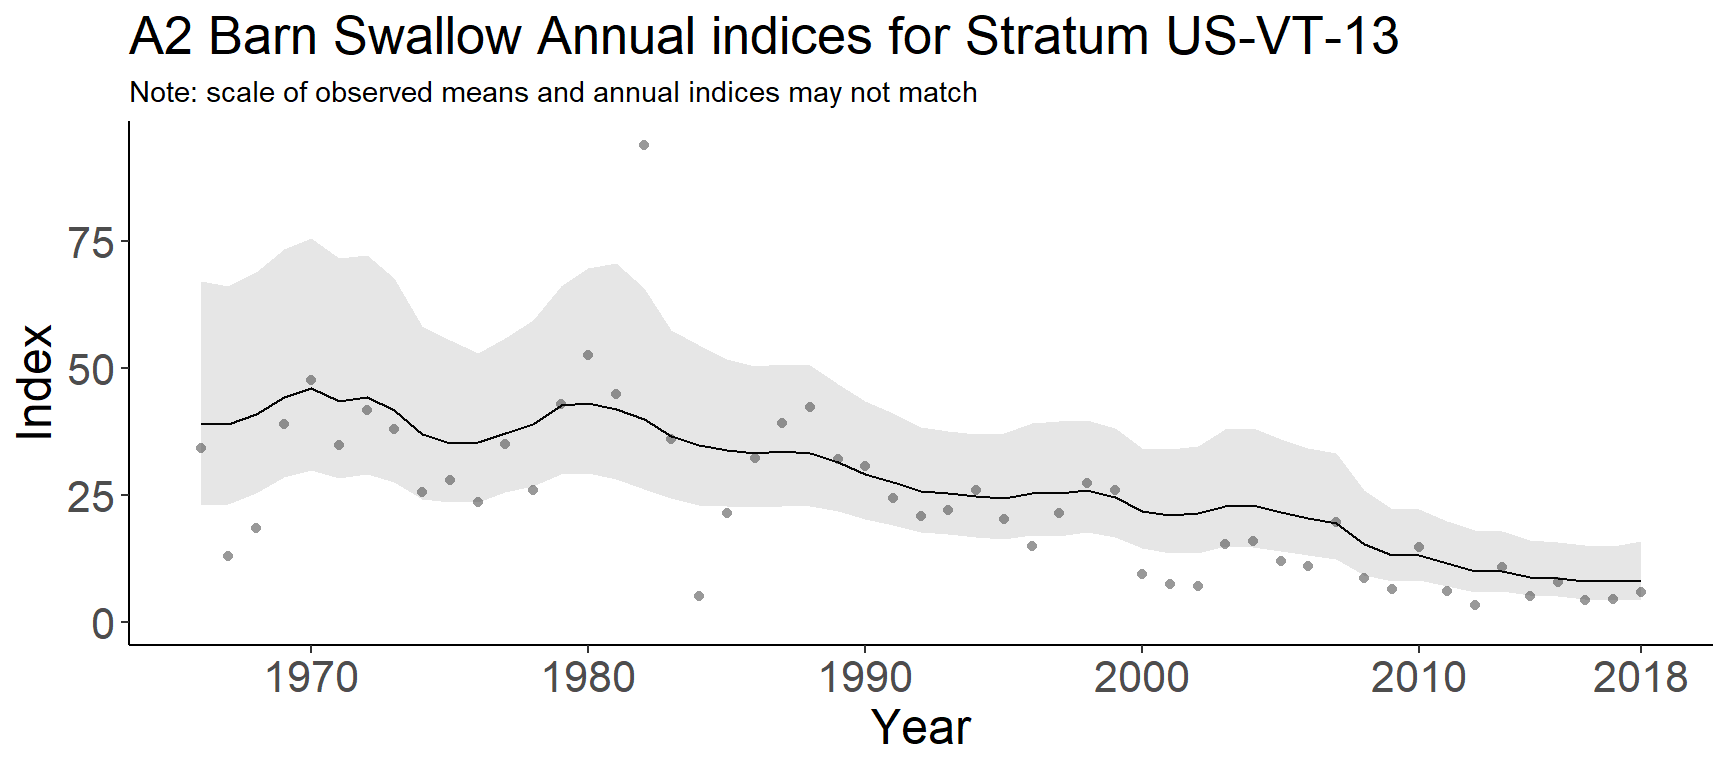 A2 Barn Swallow Annual indices for Stratum US-VT-13
Note: scale of observed means and annual indices may not match
75
50
25
0
Index
1970 1980 1990 2000 2010 2018
Year